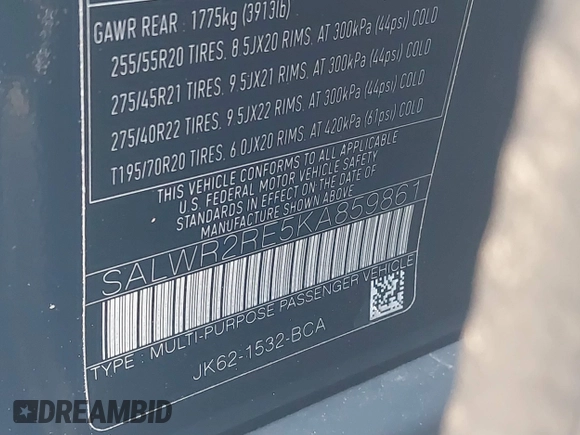 GAWR REAR : 1775kg (3913lb)
255/55R20 TIRES, 8.5JX20 RIMS, AT 300kPa (44psi) COLD
275/45R21 TIRES, 9.5JX21 RIMS, AT 300kPa (44psi) COLD
275/40R22 TIRES, 9.5JX22 RIMS, AT 300kPa (44psi) COLD
T195/70R20 TIRES, 6.0JX20 RIMS, AT 420kPa (61psi) COLD
THIS VEHICLE CONFORMS TO ALL APPLICABLE
U.S. FEDERAL MOTOR VEHICLE SAFETY
STANDARDS IN EFFECT ON THE DATE OF
MANUFACTURE SHOWN ABOVE
SALWR2RE5KA859861
TYPE : MULTI-PURPOSE PASSENGER VEHICLE
JK62-1532-BCA
DREAMBID